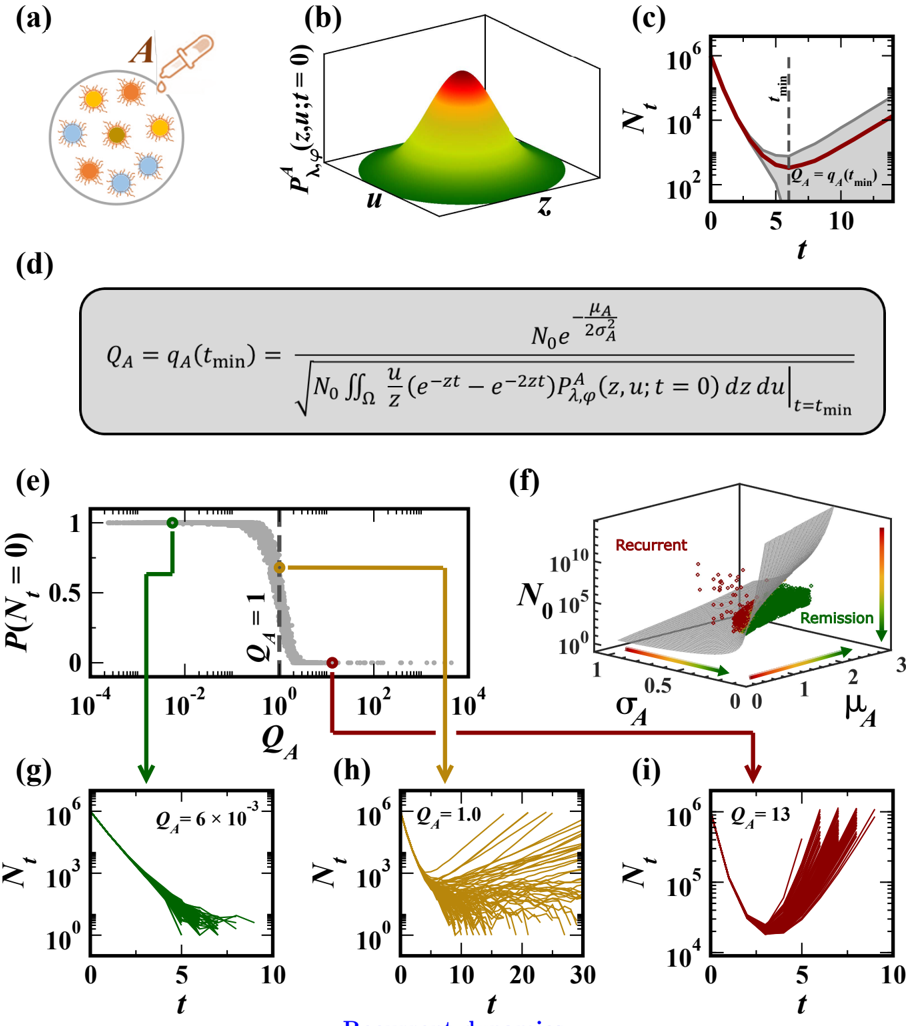 (a)
A
(b)
P^A_{λ,φ}(z,u;t = 0)
u
z
(c)
N_t
10^6
10^4
10^2
t_min
Q_A = q_A(t_min)
0 5 10
t
(d)
Q_A = q_A(t_min) = \frac{N_0 e^{-\frac{μ_A}{2σ_A^2}}}{\sqrt{N_0 ∬_Ω \frac{u}{z}(e^{-zt} − e^{-2zt})P^A_{λ,φ}(z,u;t=0) dz du|_{t=t_min}}}
(e)
P(N_t = 0)
1
0.5
0
Q_A = 1
10^-4 10^-2 10^0 10^2 10^4
Q_A
(f)
Recurrent
Remission
N_0
10^10
10^5
10^0
1 0.5 0
σ_A
0 1 2 3
μ_A
(g)
N_t
10^6
10^3
10^0
Q_A = 6 × 10^-3
0 5 10
t
(h)
N_t
10^6
10^3
10^0
Q_A = 1.0
0 10 20 30
t
(i)
N_t
10^6
10^5
10^4
Q_A = 13
0 5 10
t